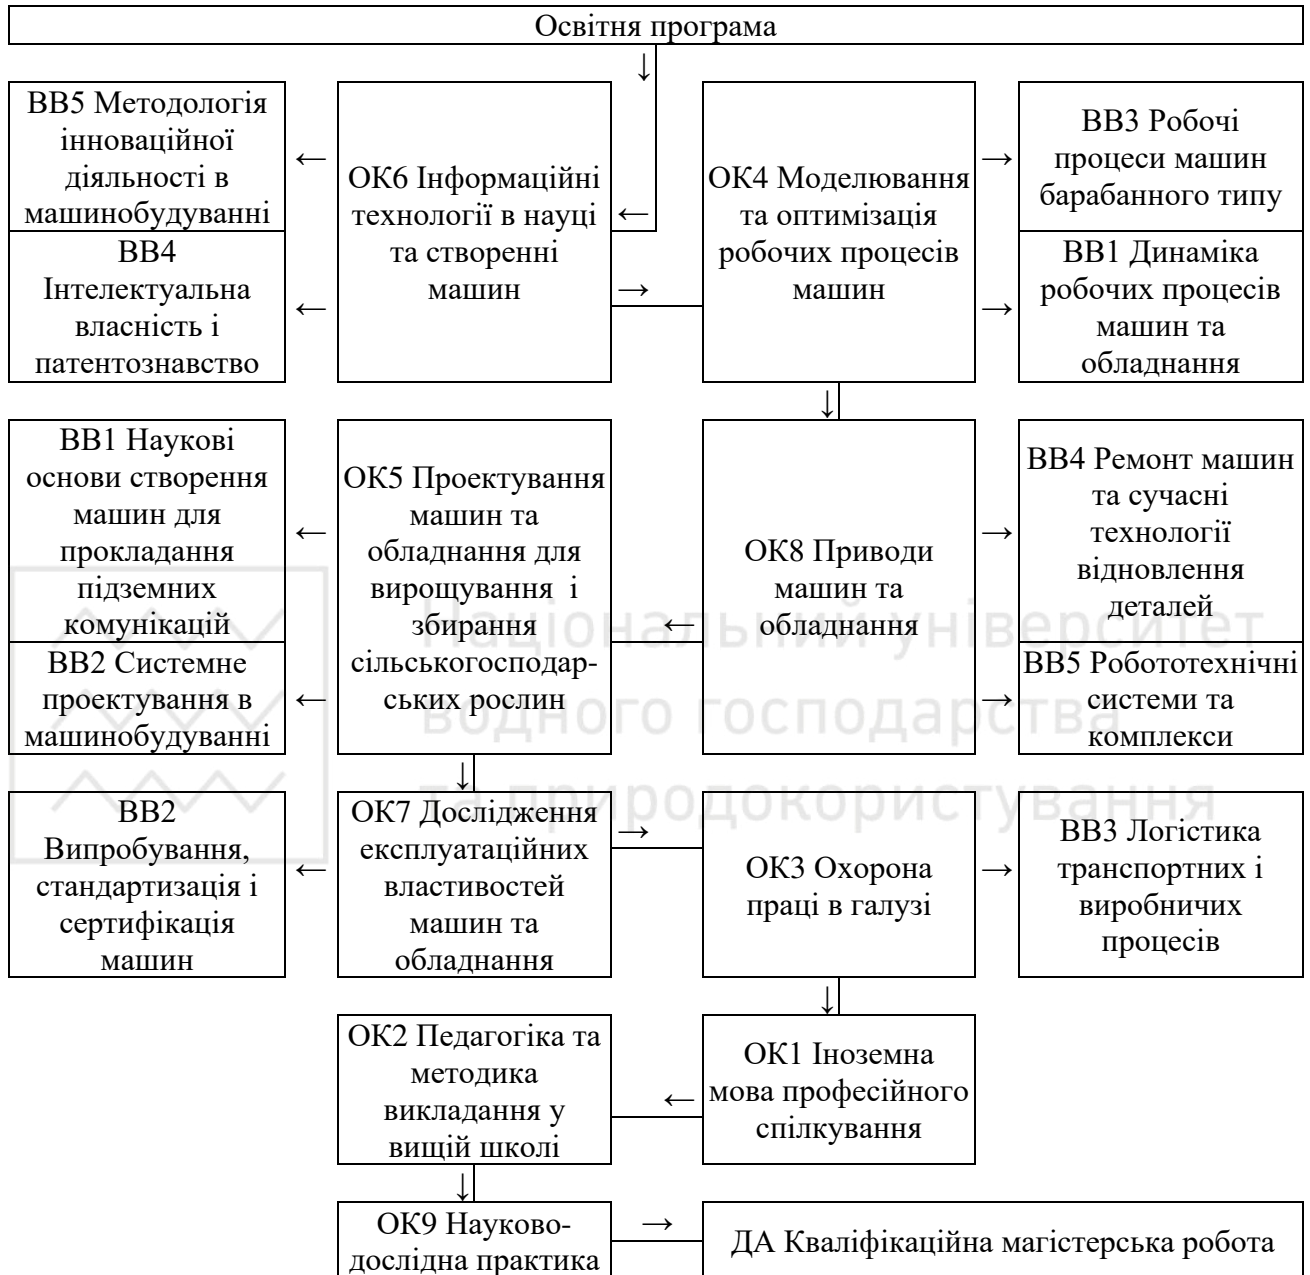 Освітня програма
ВВ5 Методологія
інноваційної
діяльності в
машинобудуванні
ВВ4
Інтелектуальна
власність і
патентознавство
ОК6 Інформаційні
технології в науці
та створенні
машин
ОК4 Моделювання
та оптимізація
робочих процесів
машин
ВВ3 Робочі
процеси машин
барабанного типу
ВВ1 Динаміка
робочих процесів
машин та
обладнання
ВВ1 Наукові
основи створення
машин для
прокладання
підземних
комунікацій
ВВ2 Системне
проектування в
машинобудуванні
ОК5 Проектування
машин та
обладнання для
вирощування і
збирання
сільськогосподар-
ських рослин
ОК8 Приводи
машин та
обладнання
ВВ4 Ремонт машин
та сучасні
технології
відновлення
деталей
ВВ5 Робототехнічні
системи та
комплекси
ВВ2
Випробування,
стандартизація і
сертифікація
машин
ОК7 Дослідження
експлуатаційних
властивостей
машин та
обладнання
ОК3 Охорона
праці в галузі
ВВ3 Логістика
транспортних і
виробничих
процесів
ОК2 Педагогіка та
методика
викладання у
вищій школі
ОК1 Іноземна
мова професійного
спілкування
ОК9 Науково-
дослідна практика
ДА Кваліфікаційна магістерська робота
Національний університет
водного господарства
та природокористування